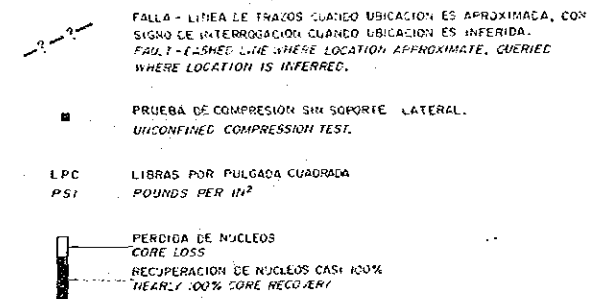 FALLA - LINEA DE TRAZOS CUANDO UBICACION ES APROXIMADA, CON
SIGNO DE INTERROGACION CUANDO UBICACION ES INFERIDA.
FAULT - DASHED LINE WHERE LOCATION APPROXIMATE, QUERIED
WHERE LOCATION IS INFERRED.
-?-?-
PRUEBA DE COMPRESION SIN SOPORTE LATERAL.
UNCONFINED COMPRESSION TEST.
LPC LIBRAS POR PULGADA CUADRADA
PSI POUNDS PER IN²
PERDIDA DE NUCLEOS
CORE LOSS
RECUPERACION DE NUCLEOS CASI 100%
NEARLY 100% CORE RECOVERY